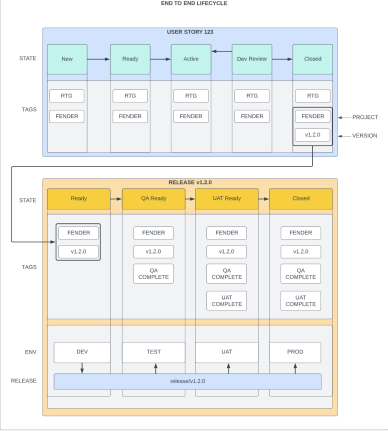 END TO END LIFECYCLE
USER STORY 123
STATE
New
Ready
Active
Dev Review
Closed
TAGS
RTG
RTG
RTG
RTG
RTG
FENDER
FENDER
FENDER
FENDER
FENDER
PROJECT
v1.2.0
VERSION
RELEASE v1.2.0
STATE
Ready
QA Ready
UAT Ready
Closed
TAGS
FENDER
FENDER
FENDER
FENDER
v1.2.0
v1.2.0
v1.2.0
v1.2.0
QA
COMPLETE
QA
COMPLETE
QA
COMPLETE
UAT
COMPLETE
UAT
COMPLETE
ENV
DEV
TEST
UAT
PROD
RELEASE
release/v1.2.0